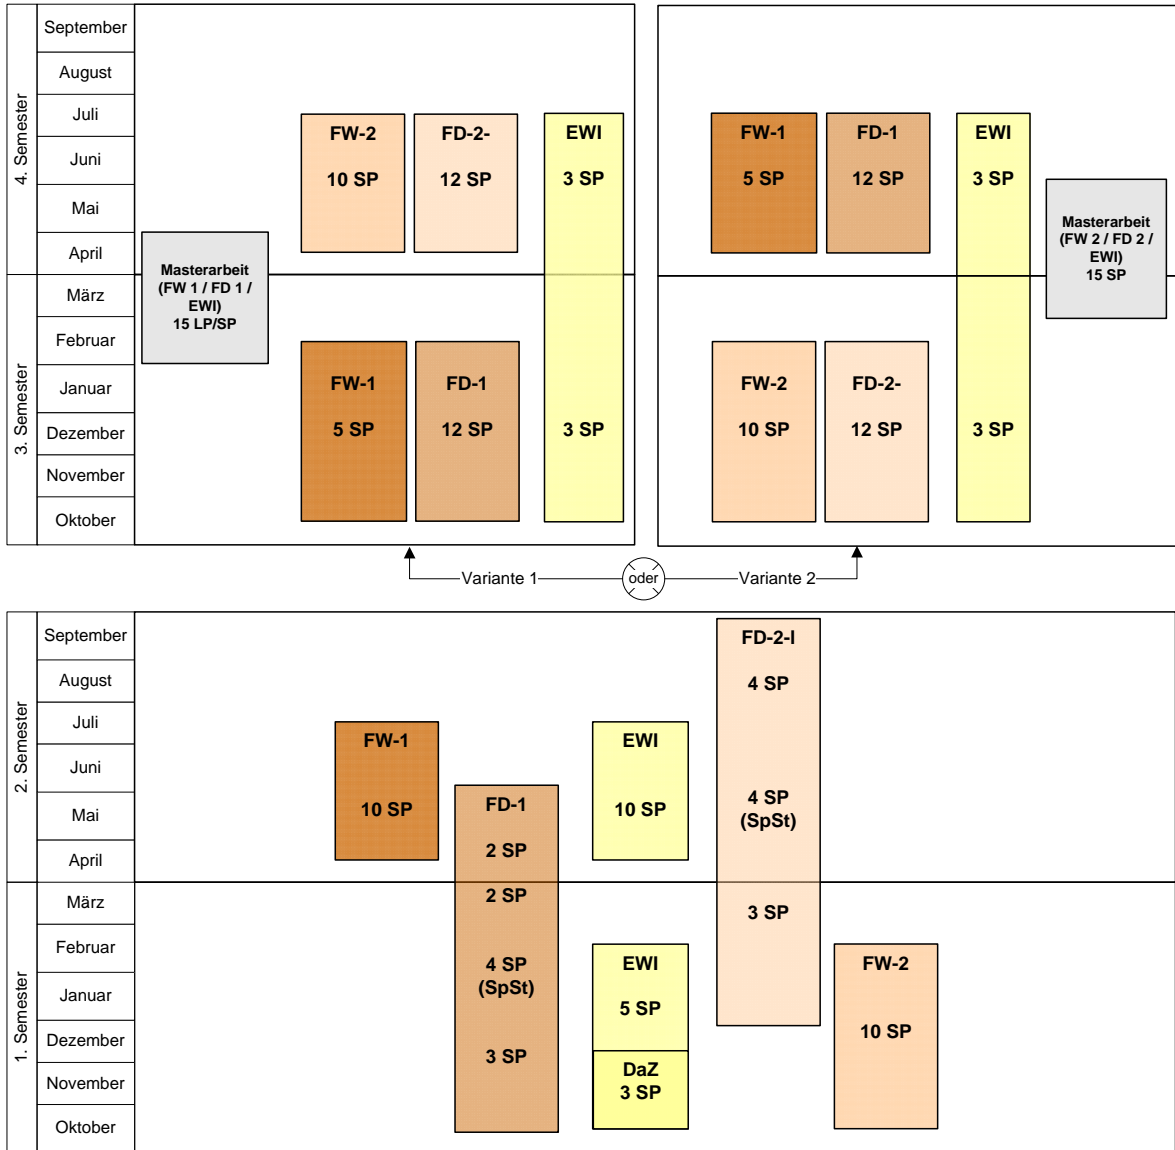 4. Semester
September
August
Juli
Juni
Mai
April
3. Semester
März
Februar
Januar
Dezember
November
Oktober
Masterarbeit
(FW 1 / FD 1 /
EWI)
15 LP/SP
FW-2
10 SP
FD-2-
12 SP
EWI
3 SP
FW-1
5 SP
FD-1
12 SP
3 SP
FW-1
5 SP
FD-1
12 SP
EWI
3 SP
Masterarbeit
(FW 2 / FD 2 /
EWI)
15 SP
FW-2
10 SP
FD-2-
12 SP
3 SP
Variante 1
oder
Variante 2
2. Semester
September
August
Juli
Juni
Mai
April
1. Semester
März
Februar
Januar
Dezember
November
Oktober
FW-1
10 SP
FD-1
2 SP
2 SP
4 SP
(SpSt)
3 SP
EWI
10 SP
EWI
5 SP
DaZ
3 SP
FD-2-I
4 SP
4 SP
(SpSt)
3 SP
FW-2
10 SP